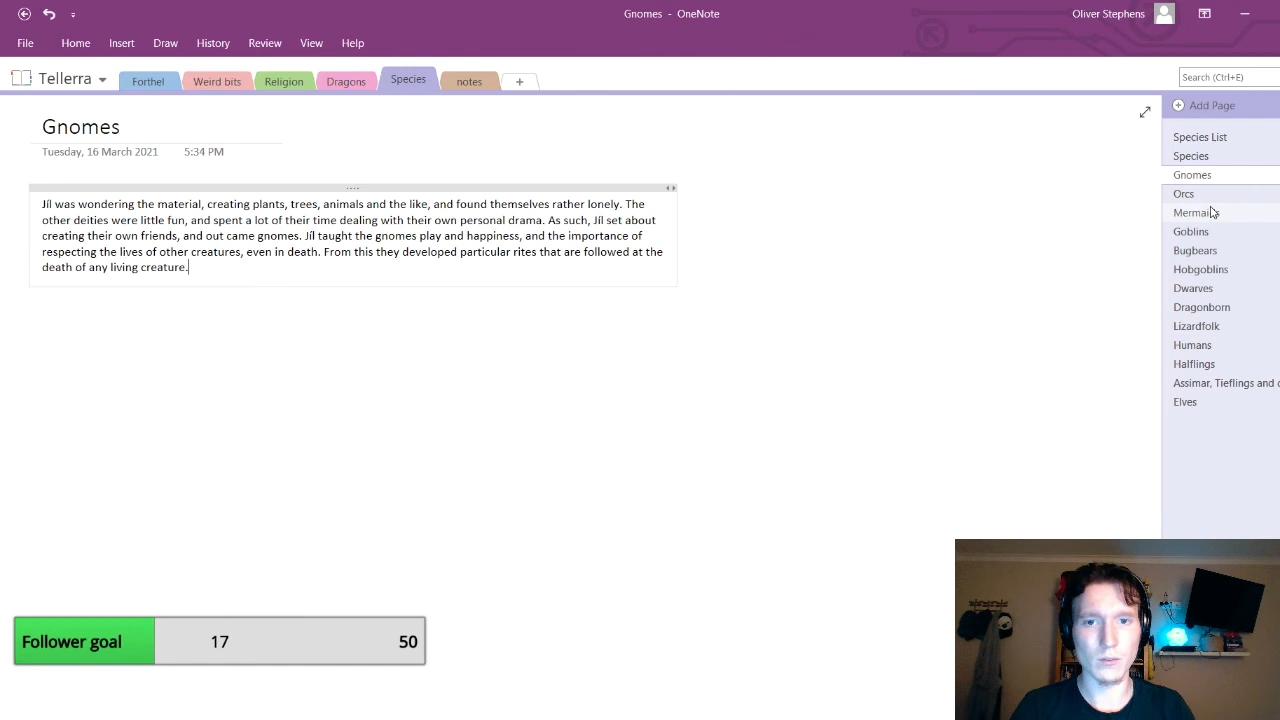 Gnomes - OneNote
Oliver Stephens
File Home Insert Draw History Review View Help
Tellerra Forthel Weird bits Religion Dragons Species notes +
Search (Ctrl+E)
Add Page
Gnomes
Tuesday, 16 March 2021 5:34 PM
Jíl was wondering the material, creating plants, trees, animals and the like, and found themselves rather lonely. The
other deities were little fun, and spent a lot of their time dealing with their own personal drama. As such, Jíl set about
creating their own friends, and out came gnomes. Jíl taught the gnomes play and happiness, and the importance of
respecting the lives of other creatures, even in death. From this they developed particular rites that are followed at the
death of any living creature.
Species List
Species
Gnomes
Orcs
Mermaids
Goblins
Bugbears
Hobgoblins
Dwarves
Dragonborn
Lizardfolk
Humans
Halflings
Assimar, Tieflings and
Elves
Follower goal 17 50